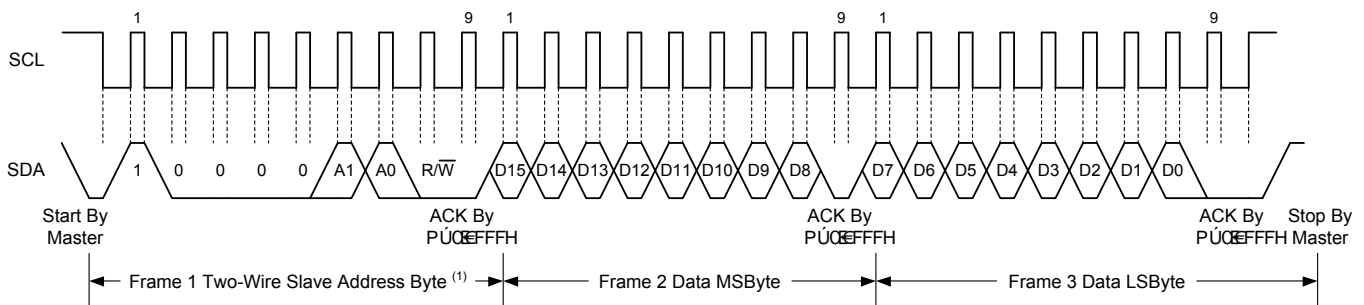 1 9 1 9 1 9
SCL
SDA
1 0 0 0 0 A1 A0 R/W̅ D15 D14 D13 D12 D11 D10 D9 D8 D7 D6 D5 D4 D3 D2 D1 D0
Start By
Master
ACK By
ACK By
ACK By
Stop By
Master
Frame 1 Two-Wire Slave Address Byte (1)
Frame 2 Data MSByte
Frame 3 Data LSByte